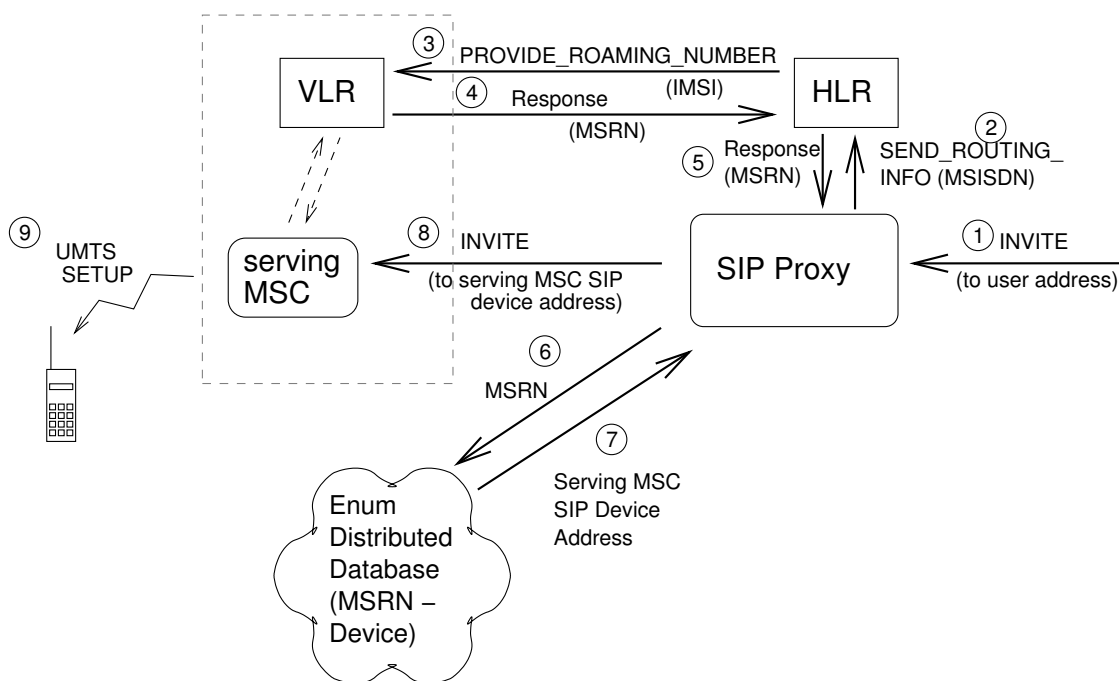 3
PROVIDE_ROAMING_NUMBER
(IMSI)
VLR
4
Response
(MSRN)
HLR
2
SEND_ROUTING_
INFO (MSISDN)
5
Response
(MSRN)
9
UMTS
SETUP
serving
MSC
8
INVITE
(to serving MSC SIP
device address)
SIP Proxy
1
INVITE
(to user address)
6
MSRN
7
Serving MSC
SIP Device
Address
Enum
Distributed
Database
(MSRN –
Device)